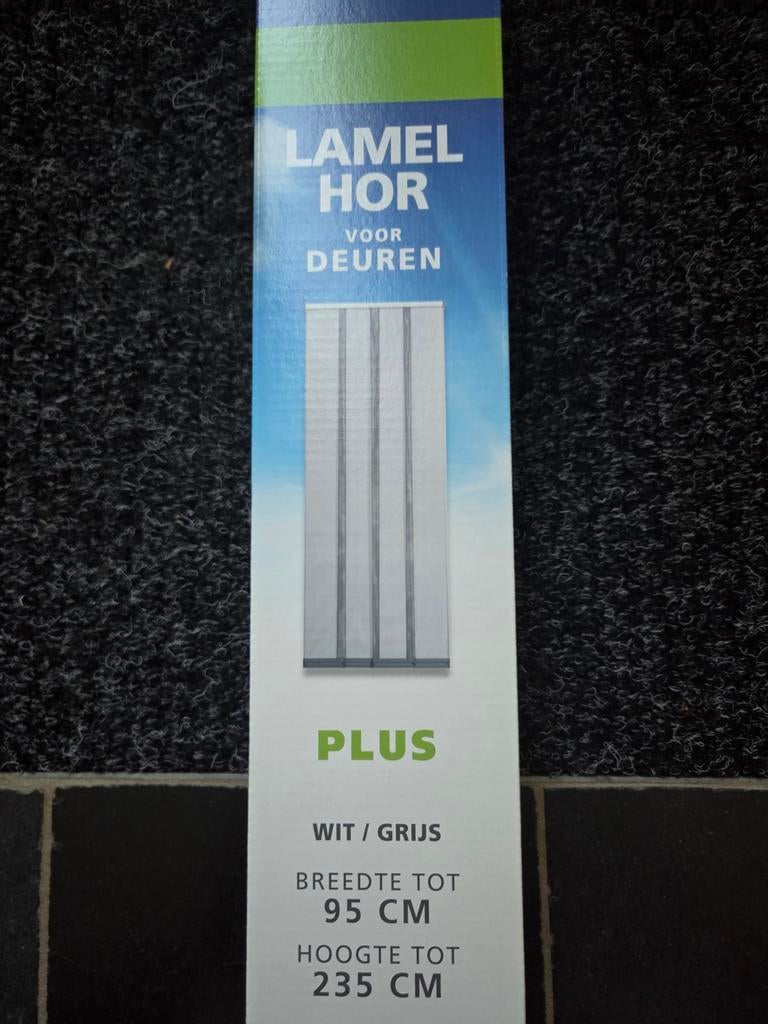 LAMEL
HOR
VOOR
DEUREN
PLUS
WIT / GRIJS
BREEDTE TOT
95 CM
HOOGTE TOT
235 CM